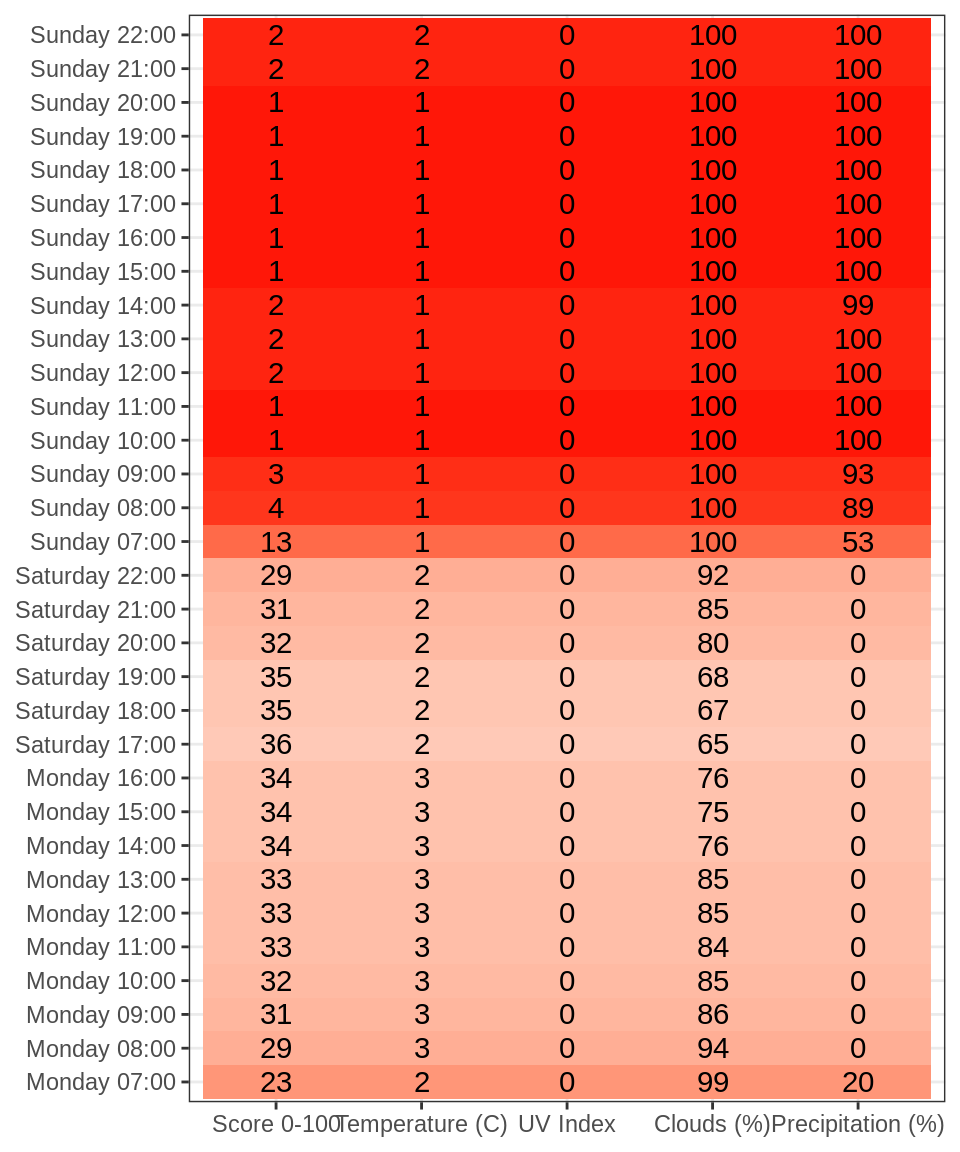 Sunday 22:00 2 2 0 100 100
Sunday 21:00 2 2 0 100 100
Sunday 20:00 1 1 0 100 100
Sunday 19:00 1 1 0 100 100
Sunday 18:00 1 1 0 100 100
Sunday 17:00 1 1 0 100 100
Sunday 16:00 1 1 0 100 100
Sunday 15:00 1 1 0 100 100
Sunday 14:00 2 1 0 100 99
Sunday 13:00 2 1 0 100 100
Sunday 12:00 2 1 0 100 100
Sunday 11:00 1 1 0 100 100
Sunday 10:00 1 1 0 100 100
Sunday 09:00 3 1 0 100 93
Sunday 08:00 4 1 0 100 89
Sunday 07:00 13 1 0 100 53
Saturday 22:00 29 2 0 92 0
Saturday 21:00 31 2 0 85 0
Saturday 20:00 32 2 0 80 0
Saturday 19:00 35 2 0 68 0
Saturday 18:00 35 2 0 67 0
Saturday 17:00 36 2 0 65 0
Monday 16:00 34 3 0 76 0
Monday 15:00 34 3 0 75 0
Monday 14:00 34 3 0 76 0
Monday 13:00 33 3 0 85 0
Monday 12:00 33 3 0 85 0
Monday 11:00 33 3 0 84 0
Monday 10:00 32 3 0 85 0
Monday 09:00 31 3 0 86 0
Monday 08:00 29 3 0 94 0
Monday 07:00 23 2 0 99 20
Score 0-100 Temperature (C) UV Index Clouds (%) Precipitation (%)